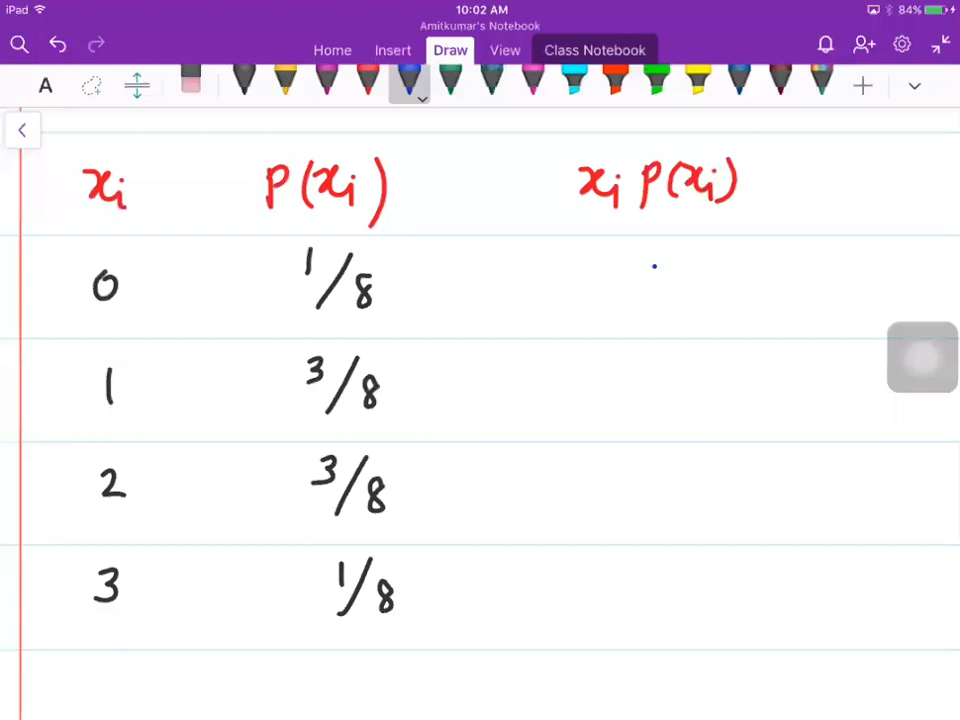 iPad 10:02 AM 84%
Amitkumar's Notebook
Home Insert Draw View Class Notebook
A
xi P(xi) xi P(xi)
0 1/8
1 3/8
2 3/8
3 1/8